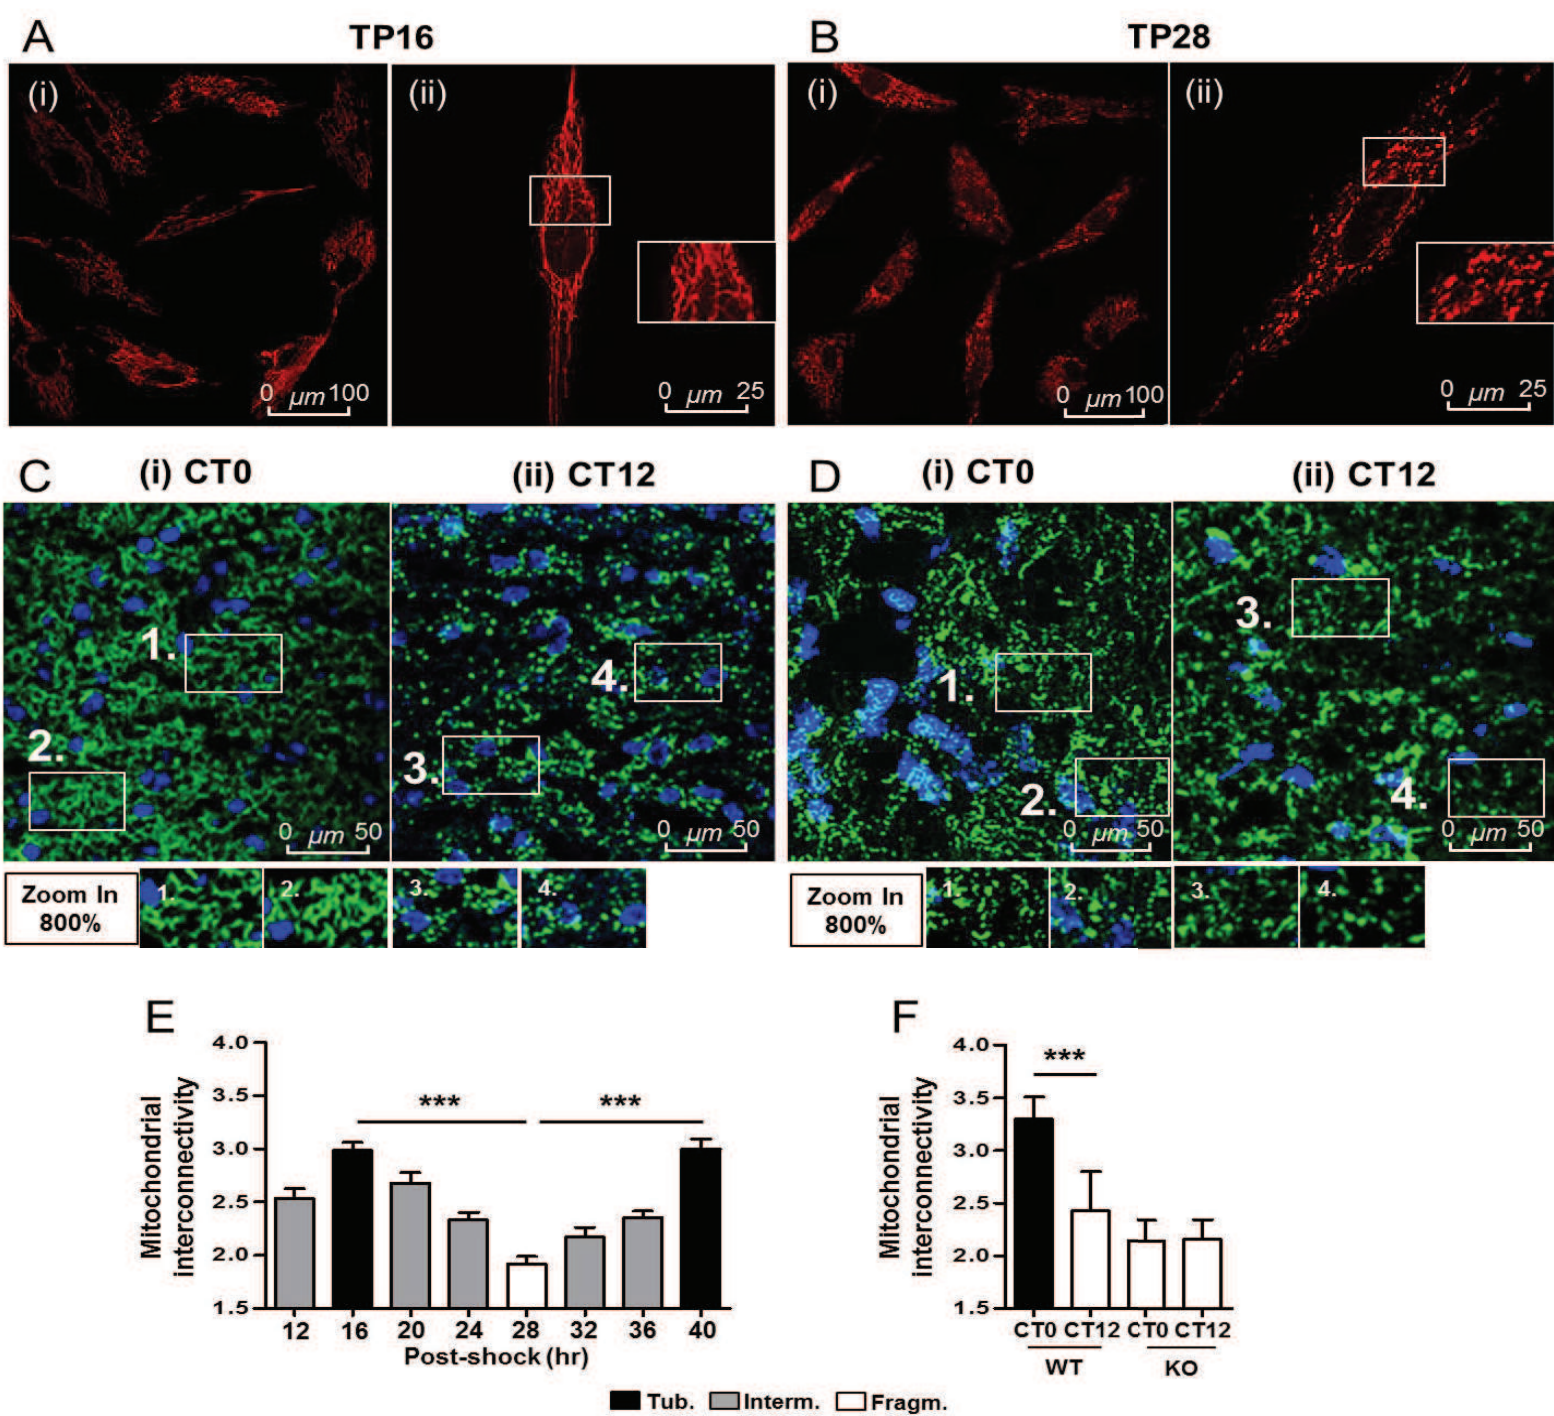 A TP16 B TP28
(i) (ii) (i) (ii)
0 µm 100 0 µm 25 0 µm 100 0 µm 25
C (i) CT0 (ii) CT12 D (i) CT0 (ii) CT12
1. 2. 3. 4. 1. 2. 3. 4.
0 µm 50 0 µm 50 0 µm 50 0 µm 50
Zoom In
800%
1. 2. 3. 4.
Zoom In
800%
1. 2. 3. 4.
E
Mitochondrial
interconnectivity
4.0
3.5
3.0
2.5
2.0
1.5
*** ***
12 16 20 24 28 32 36 40
Post-shock (hr)
F
Mitochondrial
interconnectivity
4.0
3.5
3.0
2.5
2.0
1.5
***
CT0 CT12 CT0 CT12
WT KO
Tub. Interm. Fragm.